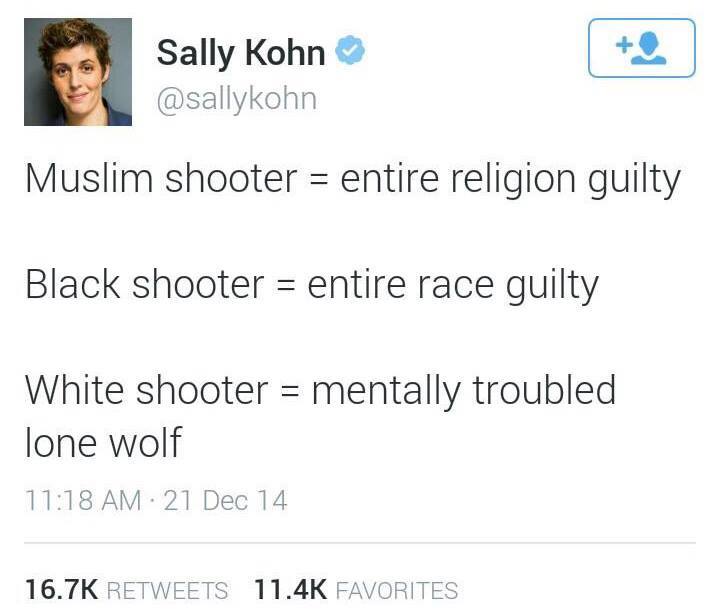 Sally Kohn
@sallykohn
Muslim shooter = entire religion guilty
Black shooter = entire race guilty
White shooter = mentally troubled
lone wolf
11:18 AM · 21 Dec 14
16.7K RETWEETS 11.4K FAVORITES